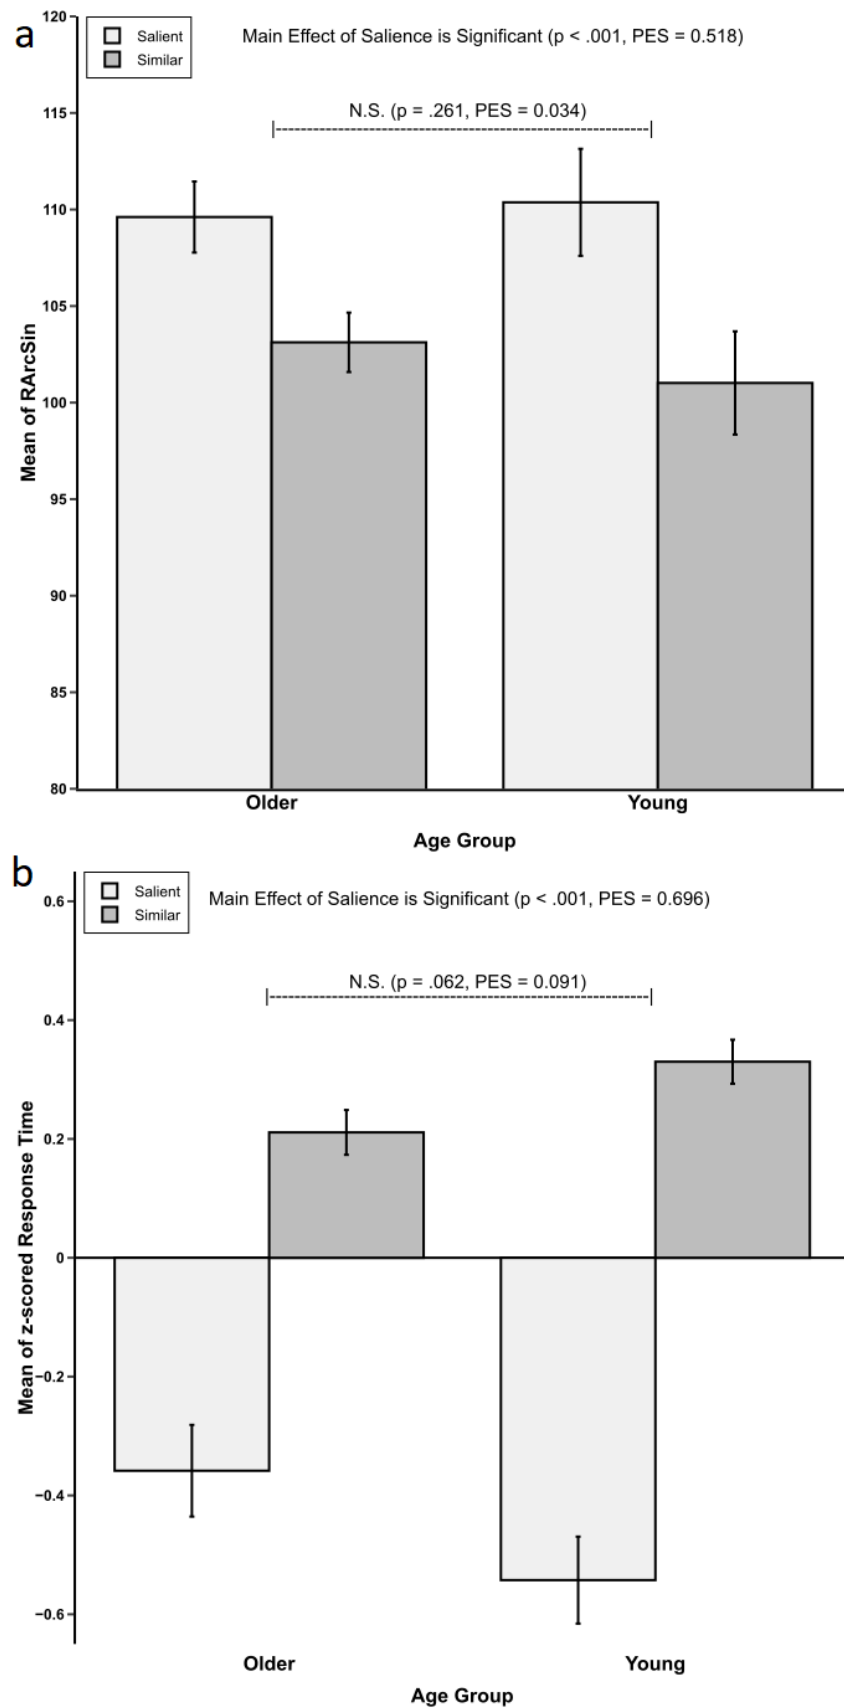 a
Salient
Similar
Main Effect of Salience is Significant (p < .001, PES = 0.518)
N.S. (p = .261, PES = 0.034)
120
115
110
105
100
95
90
85
80
Mean of RArcSin
Older
Young
Age Group
b
Salient
Similar
Main Effect of Salience is Significant (p < .001, PES = 0.696)
N.S. (p = .062, PES = 0.091)
0.6
0.4
0.2
0
−0.2
−0.4
−0.6
Mean of z-scored Response Time
Older
Young
Age Group